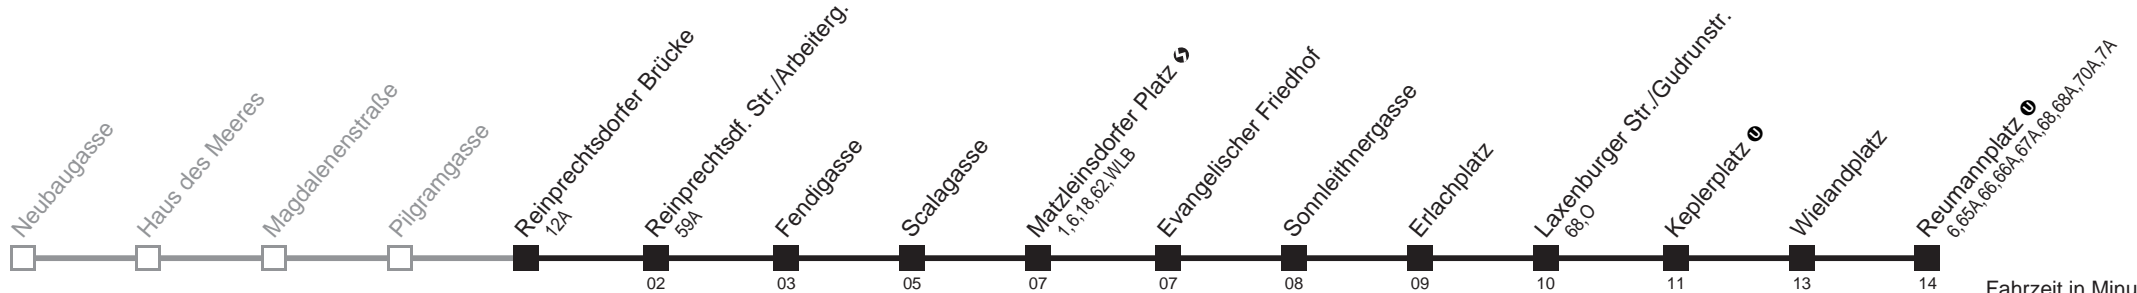 Neubaugasse
Haus des Meeres
Magdalenenstraße
Pilgramgasse
Reinprechtsdorfer Brücke
12A
Reinprechtsdf. Str./Arbeiterg.
59A
Fendigasse
Scalagasse
Matzleinsdorfer Platz
1,6,18,62,WLB
Evangelischer Friedhof
Sonnleithnergasse
Erlachplatz
Laxenburger Str./Gudrunstr.
68,O
Keplerplatz U
Wielandplatz
Reumannplatz U
6,65A,66,66A,67A,68,68A,70A,7A
02 03 05 07 07 08 09 10 11 13 14
Fahrzeit in Minu